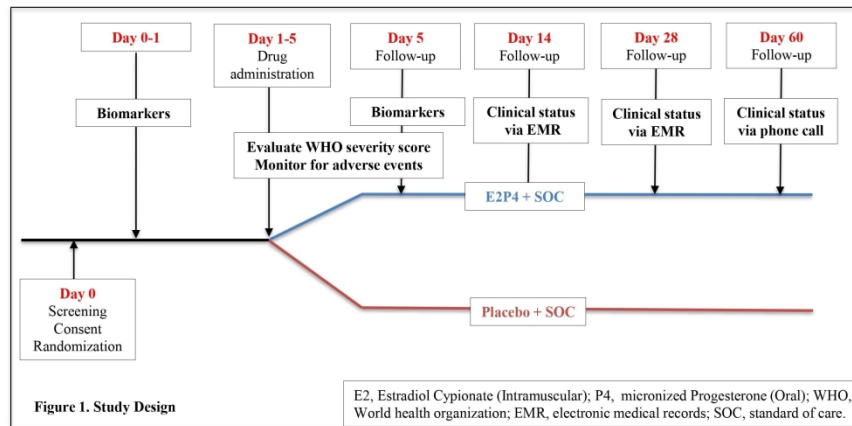 Day 0-1
Biomarkers
Day 1-5
Drug
administration
Evaluate WHO severity score
Monitor for adverse events
Day 5
Follow-up
Biomarkers
Day 14
Follow-up
Clinical status
via EMR
Day 28
Follow-up
Clinical status
via EMR
Day 60
Follow-up
Clinical status
via phone call
E2P4 + SOC
Day 0
Screening
Consent
Randomization
Placebo + SOC
Figure 1. Study Design
E2, Estradiol Cypionate (Intramuscular); P4, micronized Progesterone (Oral); WHO,
World health organization; EMR, electronic medical records; SOC, standard of care.